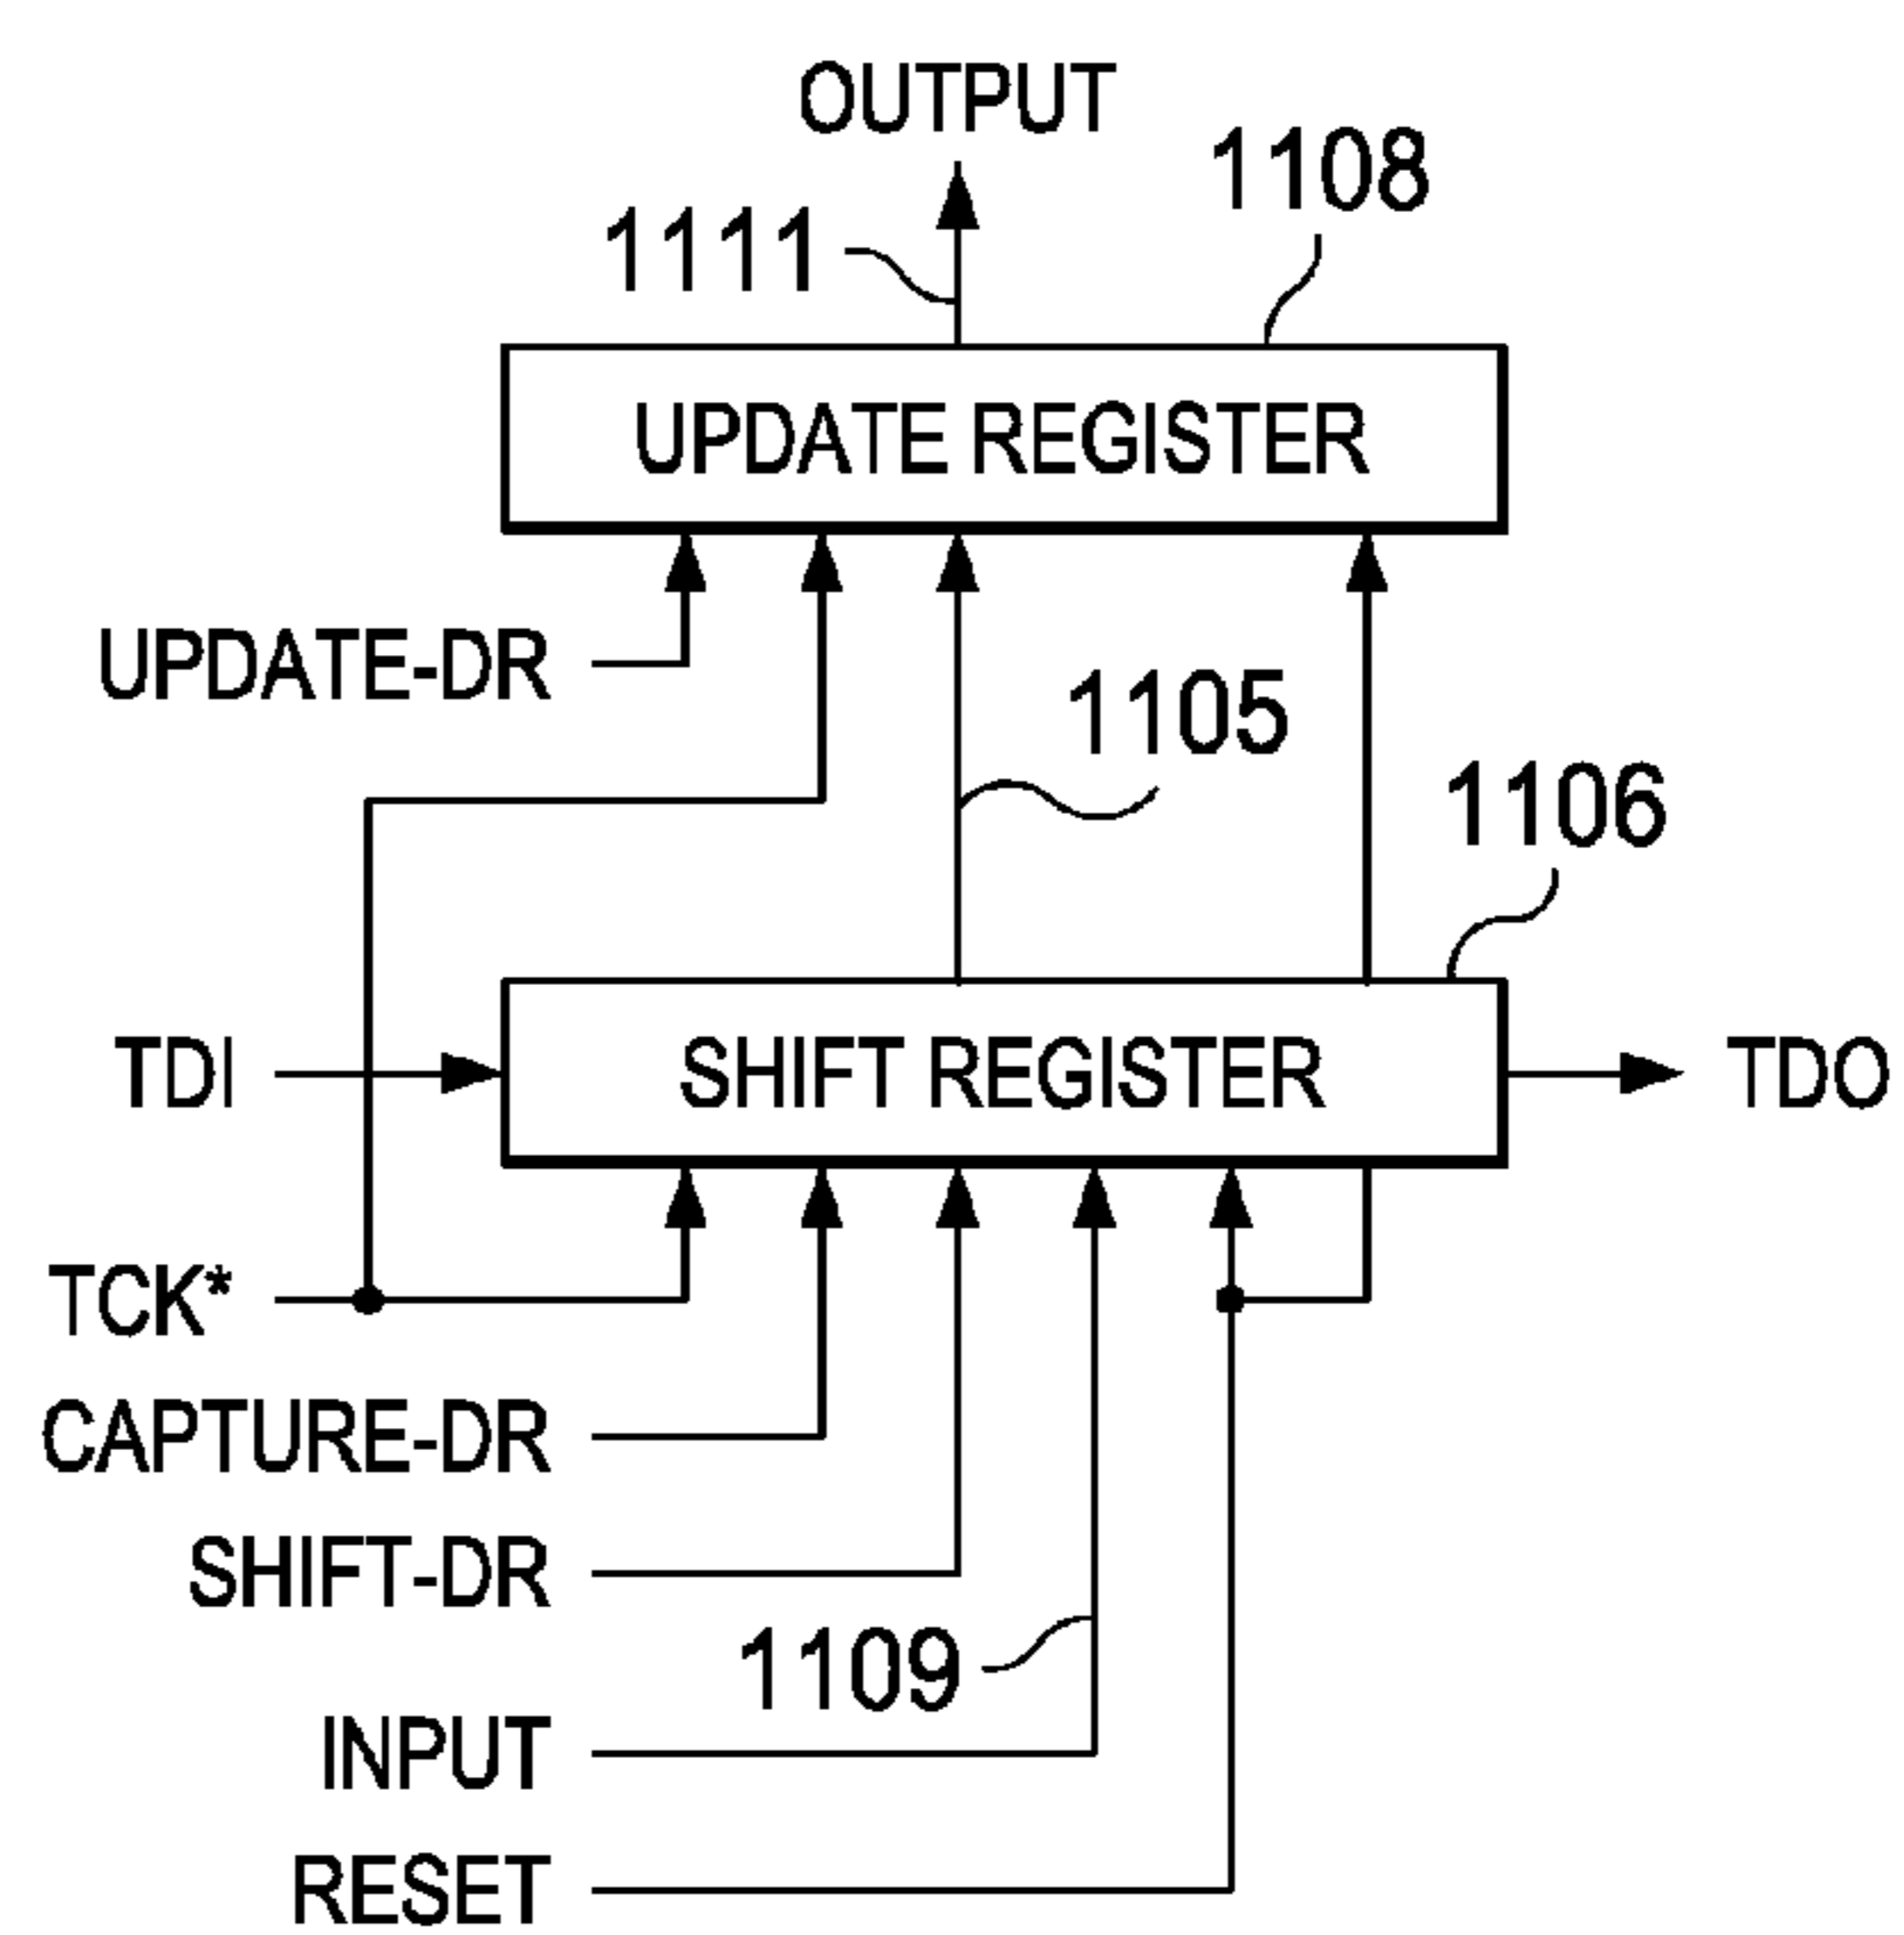 OUTPUT
1108
1111
UPDATE REGISTER
UPDATE-DR
1105
1106
TDI
SHIFT REGISTER
TDO
TCK*
CAPTURE-DR
SHIFT-DR
1109
INPUT
RESET